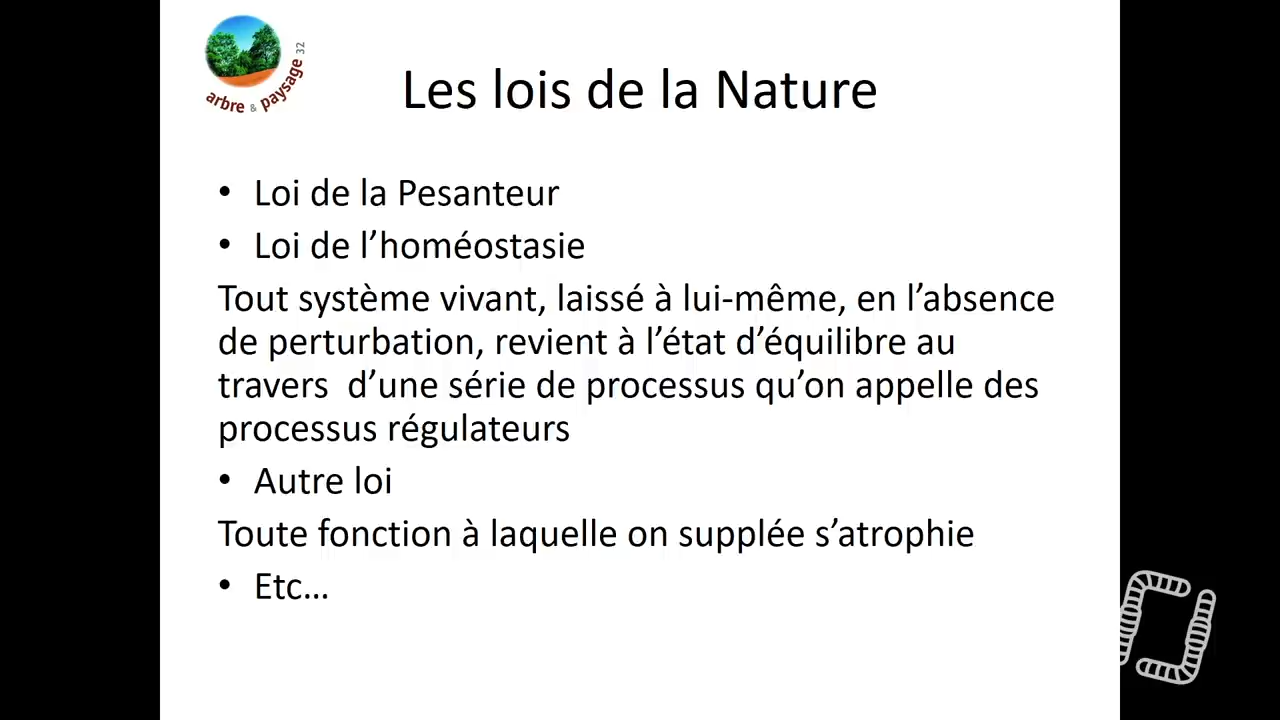 arbre & paysage 32
Les lois de la Nature
• Loi de la Pesanteur
• Loi de l’homéostasie
Tout système vivant, laissé à lui-même, en l’absence
de perturbation, revient à l’état d’équilibre au
travers  d’une série de processus qu’on appelle des
processus régulateurs
• Autre loi
Toute fonction à laquelle on supplée s’atrophie
• Etc…